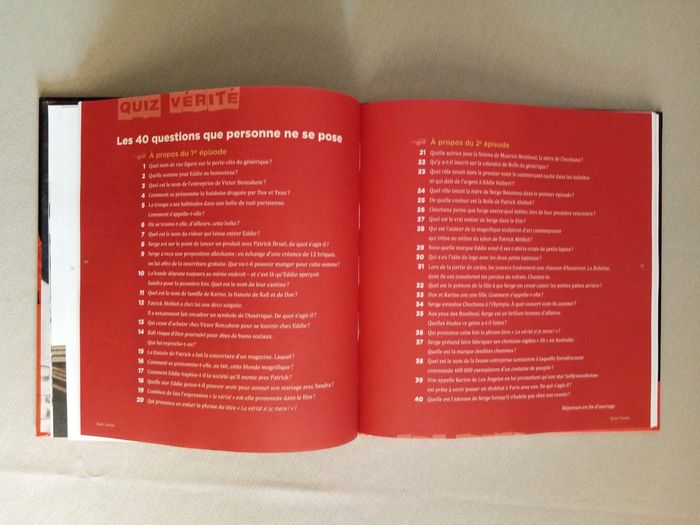 QUIZ VÉRITÉ
Les 40 questions que personne ne se pose
À propos du 1er épisode
1 Quel nom de rue figure sur le porte-clés du générique ?
2 Quelle somme joue Eddie au bonneteau ?
3 Quel est le nom de l'entreprise de Victor Benzakem ?
4 Comment se prénomme la Suédoise draguée par Dov et Yvan ?
5 La troupe a ses habitudes dans une boîte de nuit parisienne.
Comment s'appelle-t-elle ?
6 Où se trouve-t-elle, d'ailleurs, cette boîte ?
7 Quel est le nom du videur qui laisse entrer Eddie ?
8 Serge est sur le point de lancer un produit avec Patrick Bruel, de quoi s'agit-il ?
9 Serge a reçu une proposition alléchante : en échange d'une créance de 12 briques,
on lui offre de la nourriture gratuite. Que va-t-il pouvoir manger pour cette somme ?
10 La bande déjeune toujours au même endroit – et c'est là qu'Eddie aperçoit
Sandra pour la première fois. Quel est le nom de leur cantine ?
11 Quel est le nom de famille de Karine, la fiancée de Rafi et de Dov ?
12 Patrick Abitbol a chez lui une déco soignée.
Il a notamment fait encadrer un symbole de l'Amérique. De quoi s'agit-il ?
13 Qui cesse d'acheter chez Victor Benzakem pour se fournir chez Eddie ?
14 Rafi risque d'être poursuivi pour abus de biens sociaux.
Que lui reproche-t-on ?
15 La fiancée de Patrick a fait la couverture d'un magazine. Laquelle ?
16 Comment se prénomme-t-elle, au fait, cette blonde magnifique ?
17 Comment Eddie baptise-t-il la société qu'il monte avec Patrick ?
18 Quelle star Eddie pense-t-il pouvoir avoir pour animer son mariage avec Sandra ?
19 Combien de fois l'expression « la vérité » est-elle prononcée dans le film ?
20 Qui prononce en entier la phrase du titre « La vérité si je mens ! » ?
Quiz Vérité
À propos du 2e épisode
21 Quelle actrice joue la femme de Maurice Boutboul, la mère de Chochana ?
22 Qu'y a-t-il inscrit sur la calandre de la Rolls du générique ?
23 Quel rôle tenait dans le premier volet le commerçant caché dans les toilettes
et qui doit de l'argent à Eddie Vuibert ?
24 Quel rôle tenait la mère de Serge Benamou dans le premier épisode ?
25 De quelle couleur est la Rolls de Patrick Abitbol ?
26 Chochana pense que Serge exerce quel métier, lors de leur première rencontre ?
27 Quel est le vrai métier de Serge dans le film ?
28 Qui est l'auteur de la magnifique sculpture d'art contemporain
qui trône au milieu du salon de Patrick Abitbol ?
29 Sous quelle marque Eddie vend-il ses t-shirts ornés de petits lapins ?
30 Qui a eu l'idée du logo avec les deux petits lapinous ?
31 Lors de la partie de cartes, les joueurs fredonnent une chanson d'Aznavour, La Bohème,
dont ils ont transformé les paroles du refrain. Chantez-le.
32 Quel est le prénom de la fille à qui Serge est censé casser les petites pattes arrière ?
33 Dov et Karine ont une fille. Comment s'appelle-t-elle ?
34 Serge emmène Chochana à l'Olympia. À quel concert vont-ils assister ?
35 Aux yeux des Boutboul, Serge est un brillant homme d'affaires.
Quelles études ce génie a-t-il faites ?
36 Qui prononce cette fois la phrase titre « La vérité si je mens ! » ?
37 Serge prétend faire fabriquer ses chemises siglées « Fit » en Australie.
Quelle est la marque desdites chemises ?
38 Quel est le nom de la fausse entreprise tunisienne à laquelle Eurodiscount
commande 400 000 exemplaires d'un costume de poupée ?
39 Dov appelle Karine de Los Angeles en lui promettant qu'une star hollywoodienne
est prête à venir passer un chabbat à Paris avec eux. De qui s'agit-il ?
40 Quelle est l'adresse de Serge lorsqu'il n'habite pas chez son cousin ?
Réponses en fin d'ouvrage
Quiz Vérité